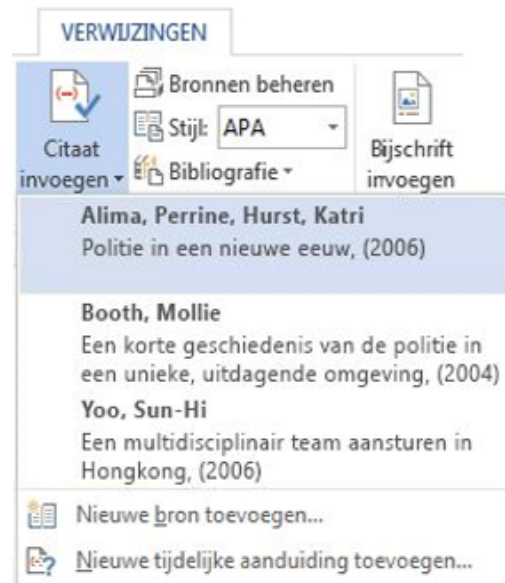 VERWIJZINGEN
Citaat invoegen
Bronnen beheren
Stijl: APA
Bibliografie
Bijschrift invoegen
Alima, Perrine, Hurst, Katri
Politie in een nieuwe eeuw, (2006)
Booth, Mollie
Een korte geschiedenis van de politie in
een unieke, uitdagende omgeving, (2004)
Yoo, Sun-Hi
Een multidisciplinair team aansturen in
Hongkong, (2006)
Nieuwe bron toevoegen...
Nieuwe tijdelijke aanduiding toevoegen...